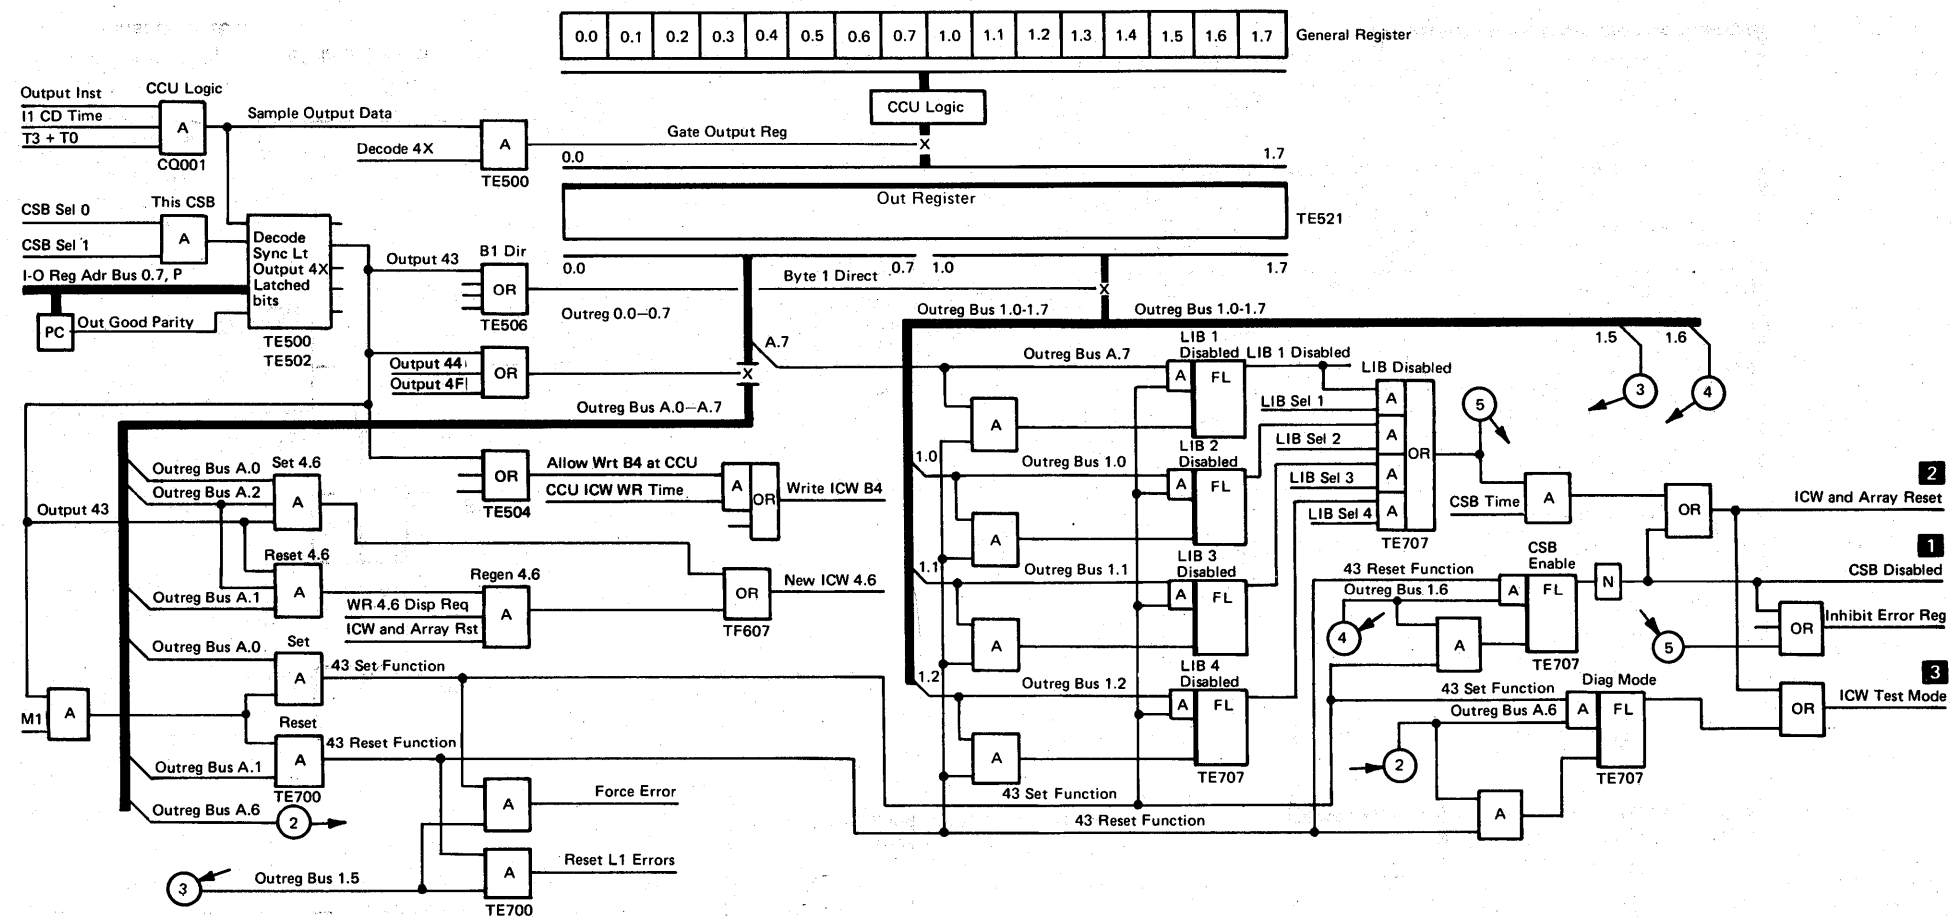 0.0 0.1 0.2 0.3 0.4 0.5 0.6 0.7 1.0 1.1 1.2 1.3 1.4 1.5 1.6 1.7 General Register
CCU Logic
Output Inst
I1 CD Time
T3 + T0
A
CQ001
Sample Output Data
Decode 4X
A
TE500
Gate Output Reg
CCU Logic
X
0.0 1.7
Out Register
TE521
This CSB
CSB Sel 0
CSB Sel 1
A
I-O Reg Adr Bus 0.7, P
PC
Out Good Parity
Decode
Sync Lt
Output 4X
Latched
bits
TE500
TE502
Output 43
B1 Dir
OR
TE506
0.0 0.7 1.0 1.7
Byte 1 Direct
X
Outreg 0.0—0.7
Outreg Bus 1.0-1.7
Outreg Bus 1.0-1.7
Output 44
Output 4F
OR
X
A.7
Outreg Bus A.0—A.7
1.5
1.6
3
4
Outreg Bus A.7
LIB 1
Disabled
A
FL
LIB 1 Disabled
A
LIB Disabled
LIB Sel 1
A
LIB Sel 2
A
LIB Sel 3
A
LIB Sel 4
A
OR
TE707
5
1.0
Outreg Bus 1.0
LIB 2
Disabled
A
FL
A
1.1
Outreg Bus 1.1
LIB 3
Disabled
A
FL
A
1.2
Outreg Bus 1.2
LIB 4
Disabled
A
FL
A
TE707
Outreg Bus A.0
Outreg Bus A.2
Set 4.6
A
Output 43
Reset 4.6
A
Outreg Bus A.1
OR
TE504
Allow Wrt B4 at CCU
CCU ICW WR Time
A
OR
Write ICW B4
Regen 4.6
WR 4.6 Disp Req
ICW and Array Rst
A
OR
TF607
New ICW 4.6
Outreg Bus A.0
Set
A
43 Set Function
M1
A
Reset
A
TE700
43 Reset Function
Outreg Bus A.1
Outreg Bus A.6
2
A
Force Error
3
Outreg Bus 1.5
A
TE700
Reset L1 Errors
43 Set Function
43 Reset Function
CSB Time
A
OR
2
ICW and Array Reset
43 Reset Function
Outreg Bus 1.6
4
A
CSB
Enable
A
FL
TE707
N
1
CSB Disabled
5
OR
Inhibit Error Reg
43 Set Function
Outreg Bus A.6
2
Diag Mode
A
FL
TE707
A
OR
3
ICW Test Mode